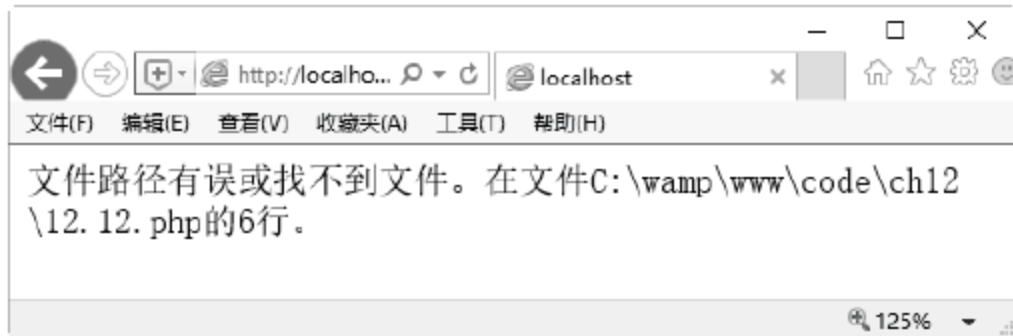 http://localho...
localhost
文件(F) 编辑(E) 查看(V) 收藏夹(A) 工具(T) 帮助(H)
文件路径有误或找不到文件。在文件C:\wamp\www\code\ch12
\12.12.php的6行。
125%